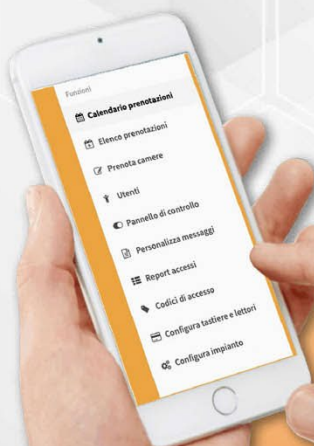 Funzioni
Calendario prenotazioni
Elenco prenotazioni
Prenota camere
Utenti
Pannello di controllo
Personalizza messaggi
Report accessi
Codici di accesso
Configura tastiere e lettori
Configura impianto